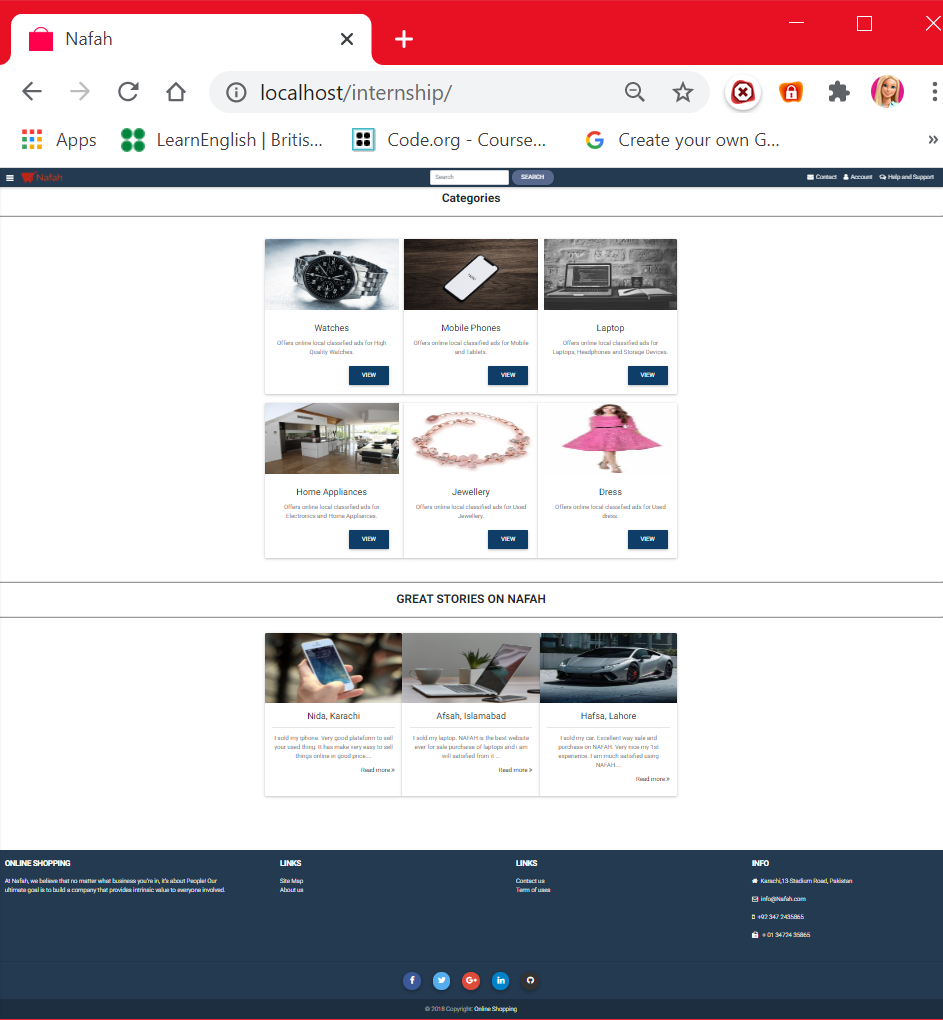 Nafah
localhost/internship/
Apps
LearnEnglish | Britis...
Code.org - Course...
Create your own G...
Nafah
Search
SEARCH
Contact
Account
Help and Support
Categories
Watches
Offers online local classified ads for High
Quality Watches.
VIEW
Mobile Phones
Offers online local classified ads for Mobile
and Tablets.
VIEW
Laptop
Offers online local classified ads for
Laptops, Headphones and Storage Devices.
VIEW
Home Appliances
Offers online local classified ads for
Electronics and Home Appliances.
VIEW
Jewellery
Offers online local classified ads for Used
Jewellery.
VIEW
Dress
Offers online local classified ads for Used
dress.
VIEW
GREAT STORIES ON NAFAH
Nida, Karachi
I sold my iphone. Very good plateform to sell
your used thing. It has make very easy to sell
things online in good price....
Read more »
Afsah, Islamabad
I sold my laptop. NAFAH is the best website
ever for sale purcharse of laptops and i am
will satisfied from it ...
Read more »
Hafsa, Lahore
I sold my car. Excellent way sale and
purchase on NAFAH. Very nice my 1st
experience. I am much satisfied using
NAFAH....
Read more »
ONLINE SHOPPING
At Nafah, we believe that no matter what business you're in, it's about People! Our
ultimate goal is to build a company that provides intrinsic value to everyone involved.
LINKS
Site Map
About us
LINKS
Contact us
Term of uses
INFO
Karachi,13-Stadium Road, Pakistan
info@Nafah.com
+92 347 2435865
+ 01 34724 35865
© 2018 Copyright: Online Shopping